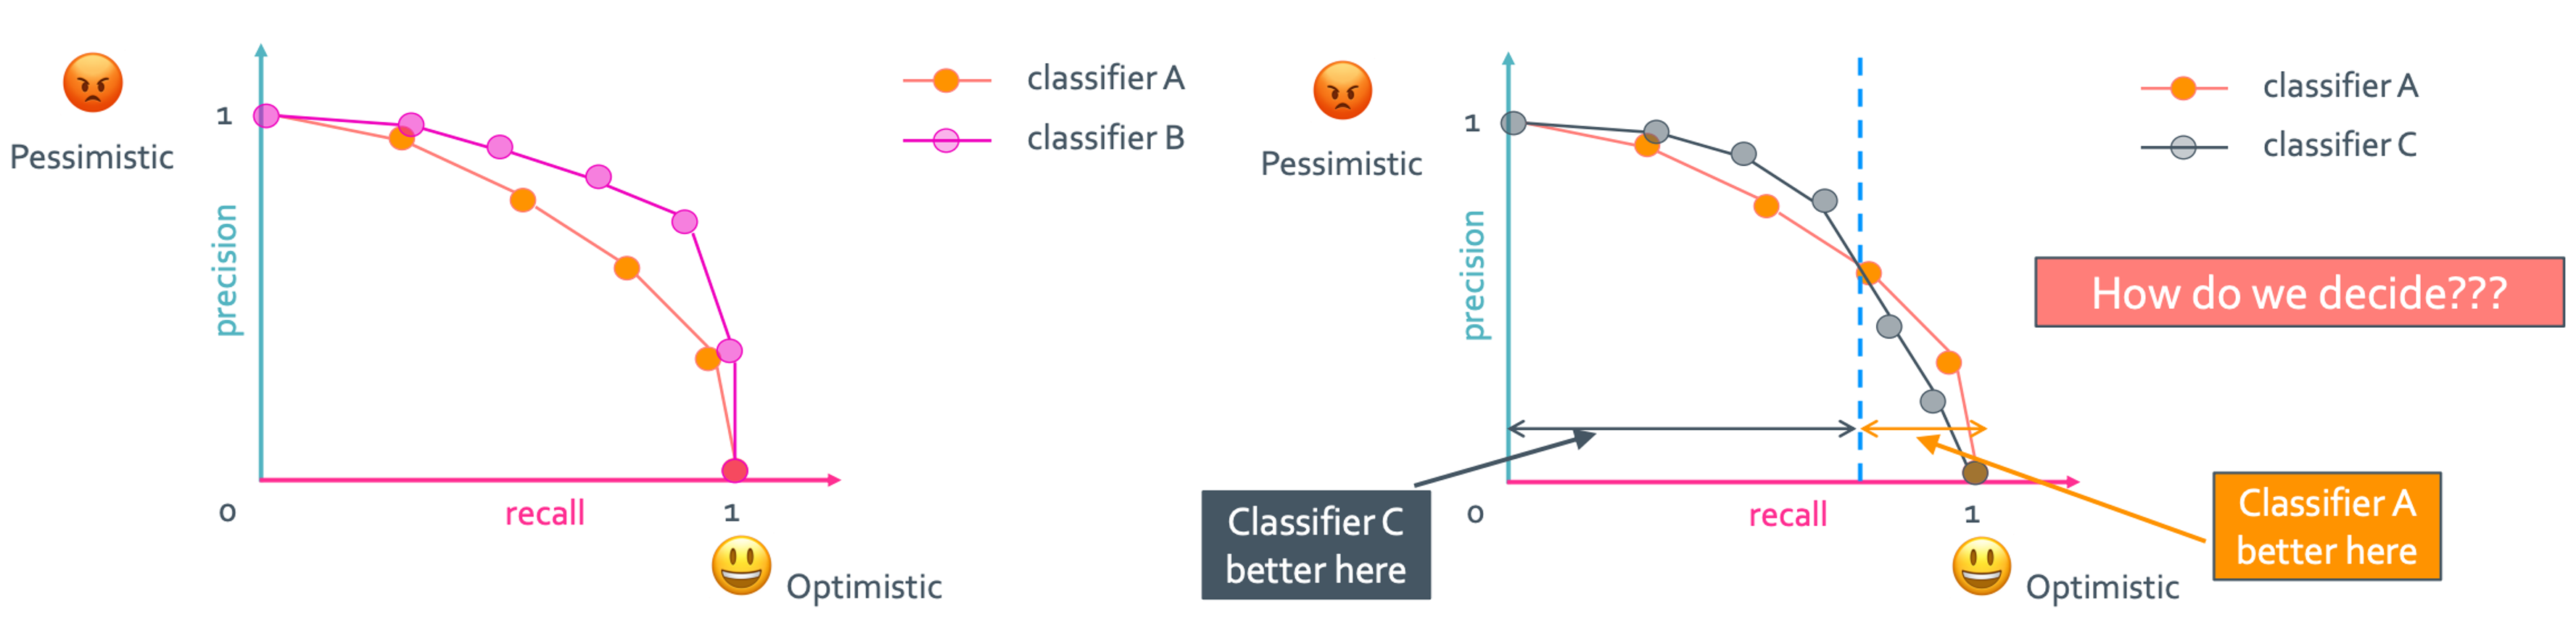 Pessimistic
precision
1
0
recall
1
Optimistic
classifier A
classifier B
Pessimistic
precision
1
0
recall
1
Optimistic
classifier A
classifier C
How do we decide???
Classifier C
better here
Classifier A
better here